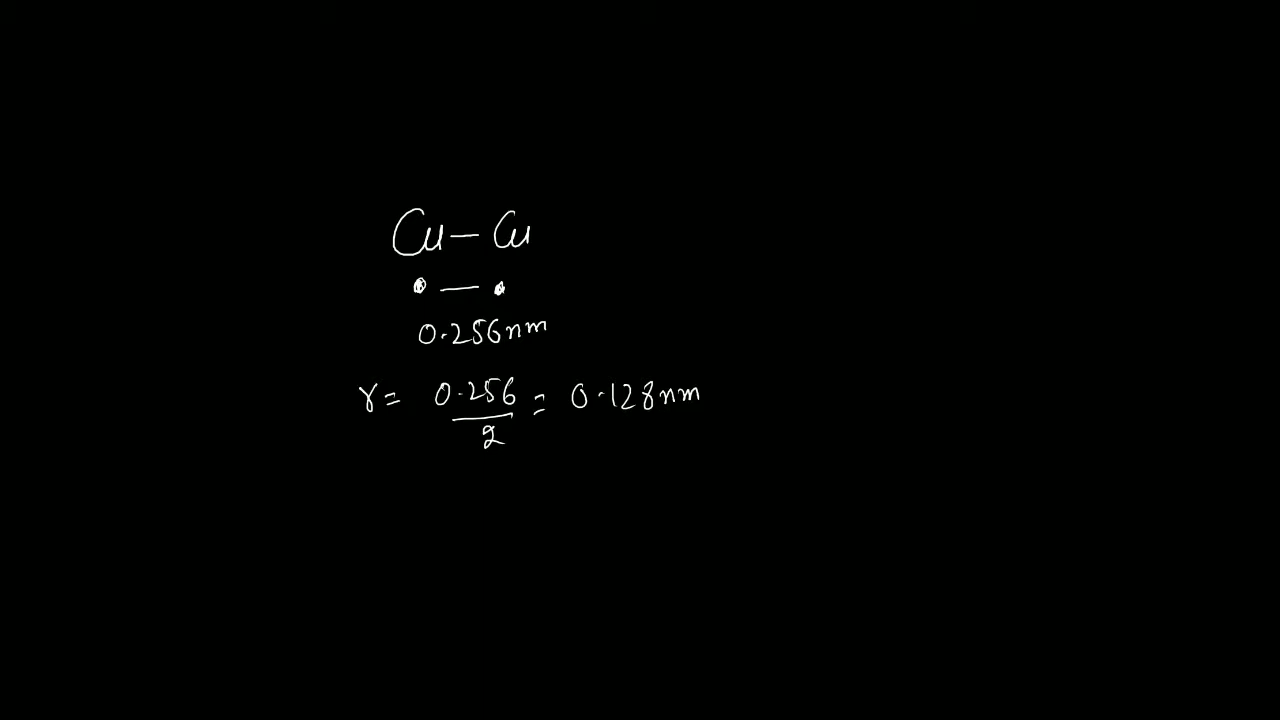 Cu — Cu
0.256nm
r = 0.256/2 = 0.128nm